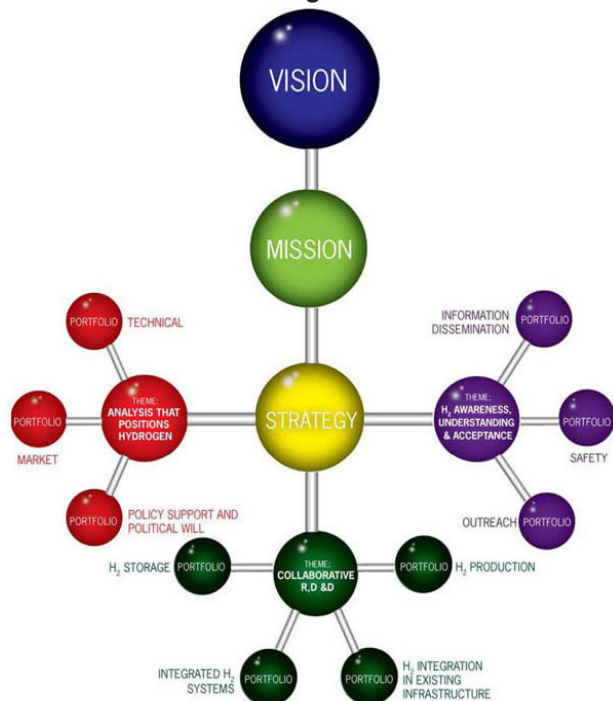 VISION
MISSION
PORTFOLIO
TECHNICAL
INFORMATION
DISSEMINATION
PORTFOLIO
PORTFOLIO
MARKET
THEME:
ANALYSIS THAT
POSITIONS
HYDROGEN
STRATEGY
THEME:
H₂ AWARENESS,
UNDERSTANDING
& ACCEPTANCE
PORTFOLIO
SAFETY
PORTFOLIO
POLICY SUPPORT AND
POLITICAL WILL
OUTREACH
PORTFOLIO
H₂ STORAGE
PORTFOLIO
THEME:
COLLABORATIVE
R,D &D
PORTFOLIO
H₂ PRODUCTION
INTEGRATED H₂
SYSTEMS
PORTFOLIO
PORTFOLIO
H₂ INTEGRATION
IN EXISTING
INFRASTRUCTURE